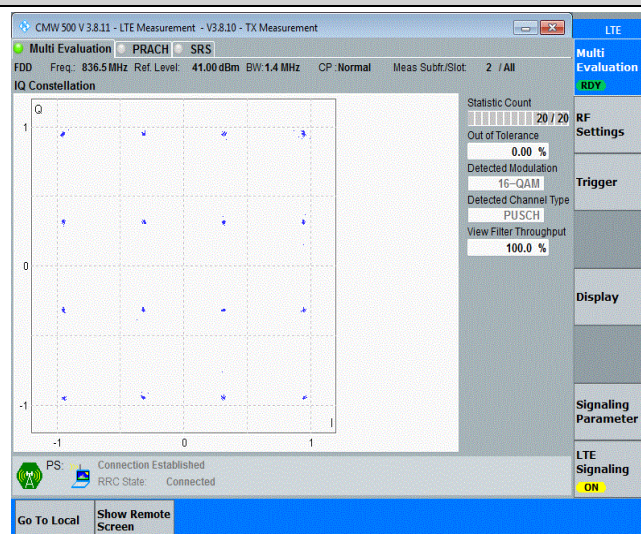 CMW 500 V 3.8.11 - LTE Measurement - V3.8.10 - TX Measurement
LTE
Multi Evaluation PRACH SRS
Multi Evaluation
RDY
FDD Freq.: 836.5 MHz Ref. Level: 41.00 dBm BW: 1.4 MHz CP : Normal Meas Subfr./Slot: 2 / All
IQ Constellation
Q
1
0
-1
-1 0 1
I
Statistic Count
20 / 20
Out of Tolerance
0.00 %
Detected Modulation
16-QAM
Detected Channel Type
PUSCH
View Filter Throughput
100.0 %
RF
Settings
Trigger
Display
Signaling
Parameter
LTE
Signaling
ON
PS: Connection Established
RRC State: Connected
Go To Local
Show Remote
Screen